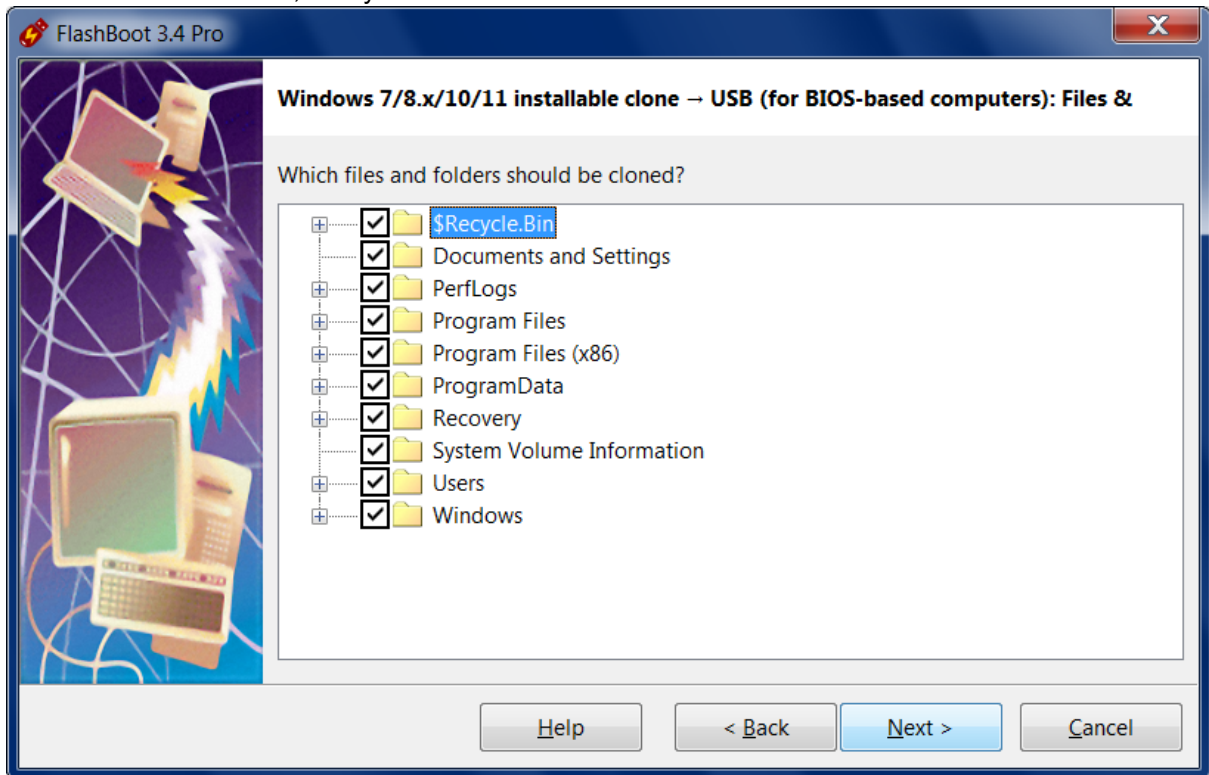 FlashBoot 3.4 Pro
Windows 7/8.x/10/11 installable clone → USB (for BIOS-based computers): Files &
Which files and folders should be cloned?
$Recycle.Bin
Documents and Settings
PerfLogs
Program Files
Program Files (x86)
ProgramData
Recovery
System Volume Information
Users
Windows
Help < Back Next > Cancel